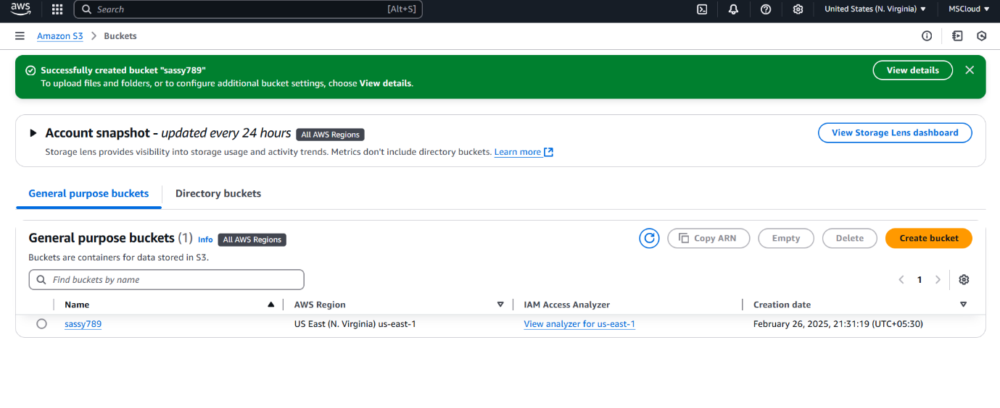 aws
Search [Alt+S] United States (N. Virginia) MSCloud
Amazon S3 Buckets
Successfully created bucket "sassy789"
To upload files and folders, or to configure additional bucket settings, choose View details.
View details
Account snapshot - updated every 24 hours All AWS Regions
Storage lens provides visibility into storage usage and activity trends. Metrics don't include directory buckets. Learn more
View Storage Lens dashboard
General purpose buckets Directory buckets
General purpose buckets (1) Info All AWS Regions
Copy ARN Empty Delete Create bucket
Buckets are containers for data stored in S3.
Find buckets by name 1
Name AWS Region IAM Access Analyzer Creation date
sassy789 US East (N. Virginia) us-east-1 View analyzer for us-east-1 February 26, 2025, 21:31:19 (UTC+05:30)